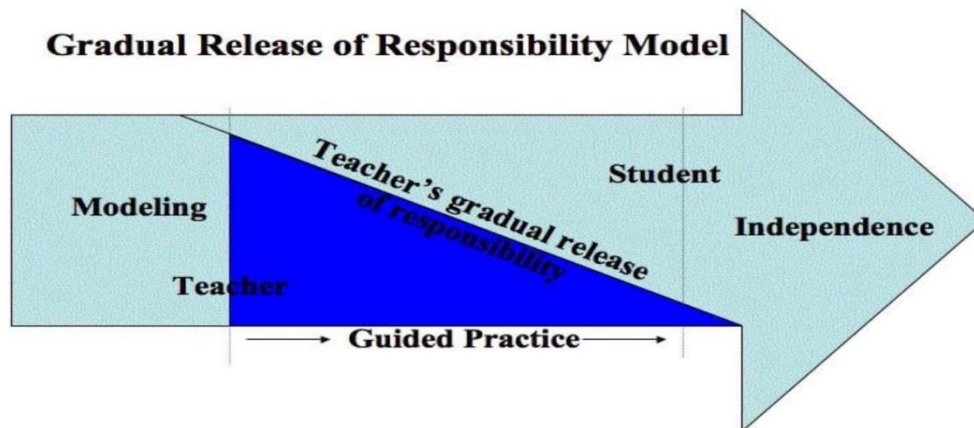 Gradual Release of Responsibility Model
Teacher's gradual release
of responsibility
Student
Modeling
Independence
Teacher
Guided Practice